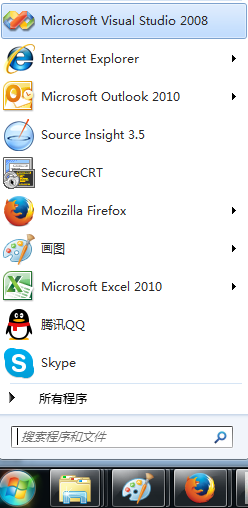 Microsoft Visual Studio 2008
Internet Explorer
Microsoft Outlook 2010
Source Insight 3.5
SecureCRT
Mozilla Firefox
画图
Microsoft Excel 2010
腾讯QQ
Skype
所有程序
搜索程序和文件